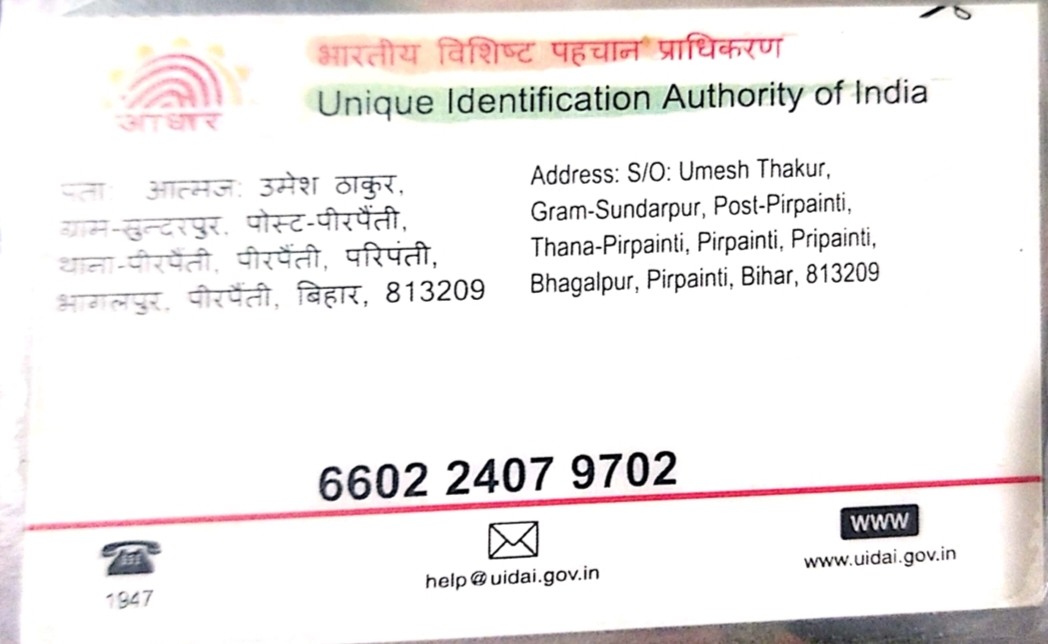 भारतीय विशिष्ट पहचान प्राधिकरण
Unique Identification Authority of India
आधार
पता: आत्मज: उमेश ठाकुर,
ग्राम-सुन्दरपुर, पोस्ट-पीरपैंती,
थाना-पीरपैंती, पीरपैंती, परिपंती,
भागलपुर, पीरपैंती, बिहार, 813209
Address: S/O: Umesh Thakur,
Gram-Sundarpur, Post-Pirpainti,
Thana-Pirpainti, Pirpainti, Pripainti,
Bhagalpur, Pirpainti, Bihar, 813209
6602 2407 9702
1947
help@uidai.gov.in
www
www.uidai.gov.in